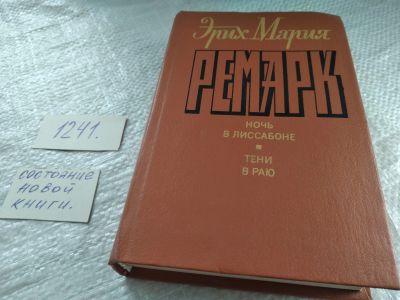 Эрих Мария
РЕМАРК
НОЧЬ
В ЛИССАБОНЕ
ТЕНИ
В РАЮ
1241.
состояние
новой
книги.